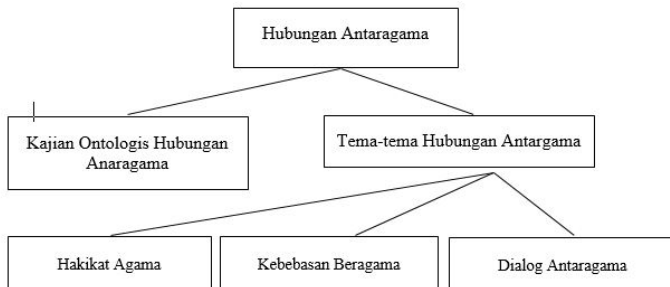 Hubungan Antaragama
Kajian Ontologis Hubungan
Anaragama
Tema-tema Hubungan Antargama
Hakikat Agama
Kebebasan Beragama
Dialog Antaragama